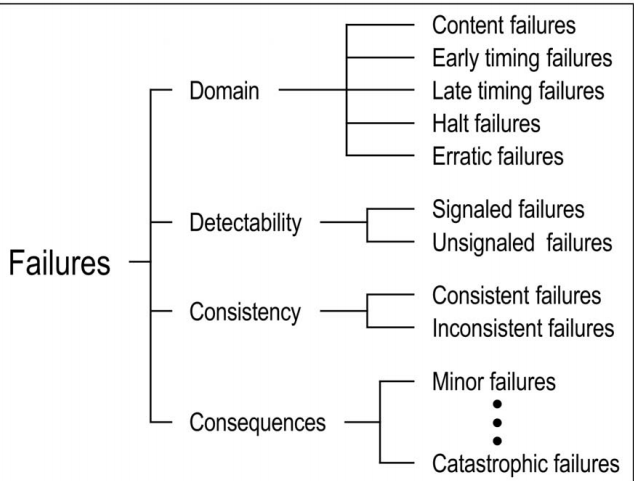 Failures
Domain
Content failures
Early timing failures
Late timing failures
Halt failures
Erratic failures
Detectability
Signaled failures
Unsignaled failures
Consistency
Consistent failures
Inconsistent failures
Consequences
Minor failures
Catastrophic failures